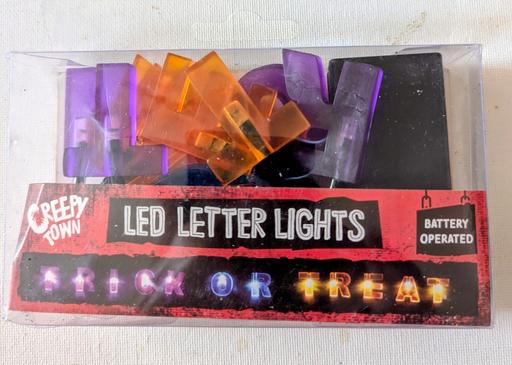 CREEPY
TOWN
LED LETTER LIGHTS
BATTERY
OPERATED
TRICK OR TREAT